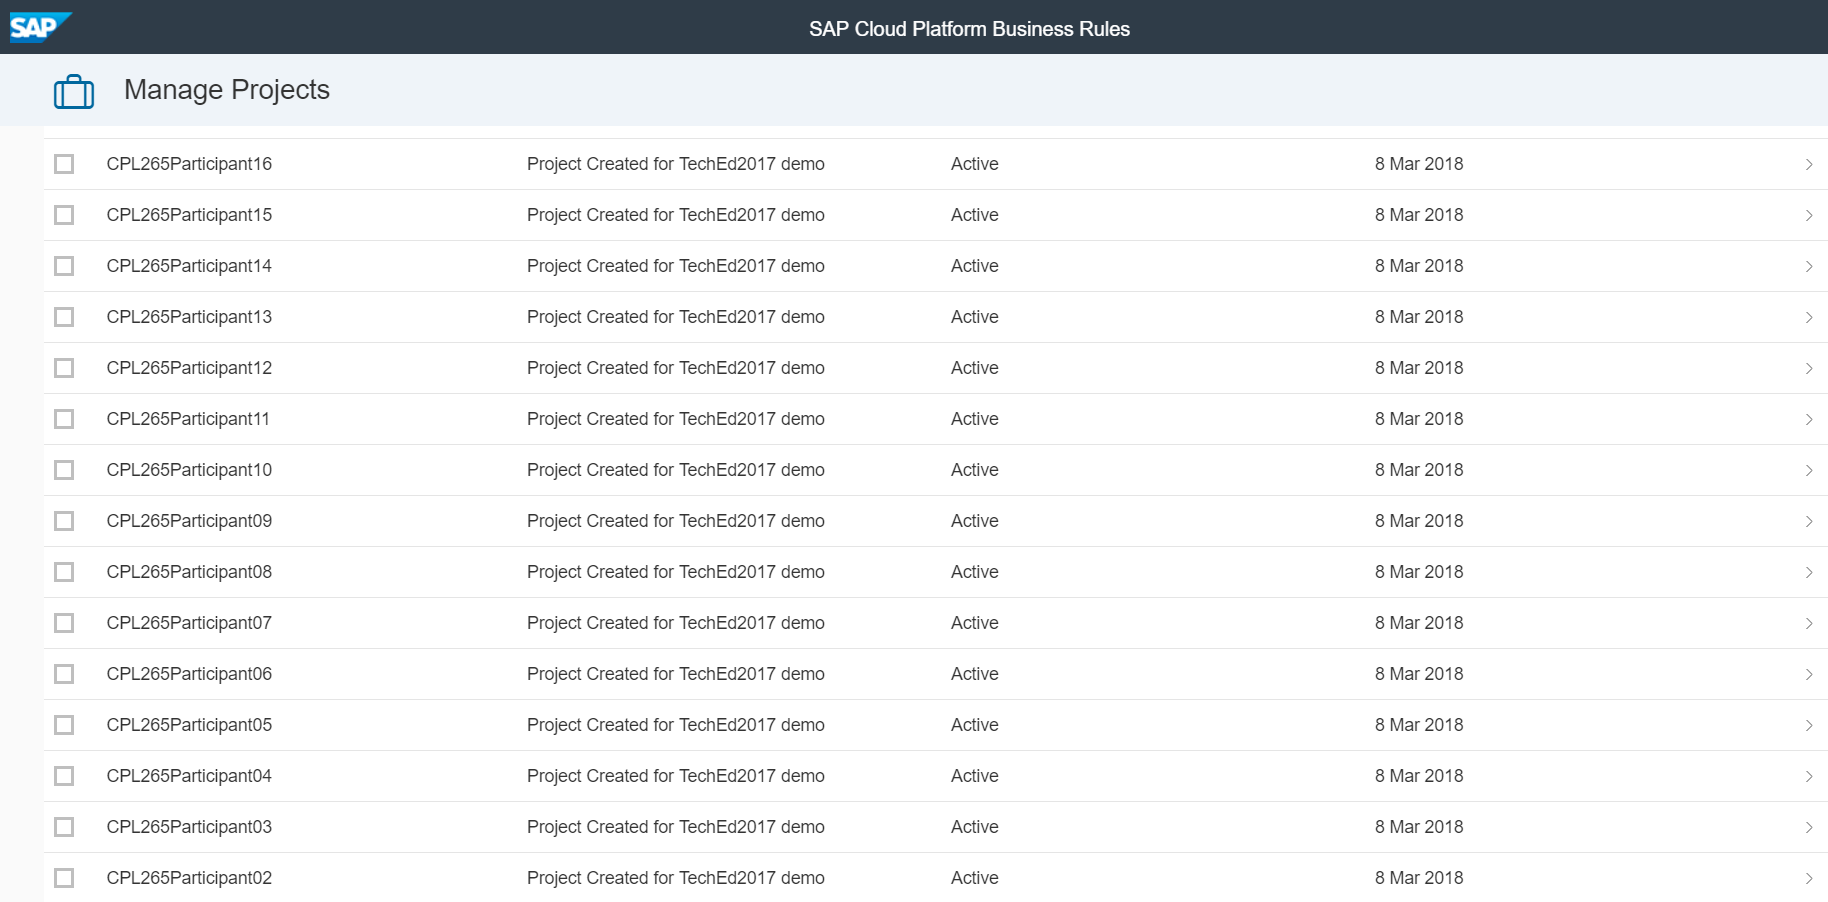 SAP
SAP Cloud Platform Business Rules
Manage Projects
CPL265Participant16 Project Created for TechEd2017 demo Active 8 Mar 2018
CPL265Participant15 Project Created for TechEd2017 demo Active 8 Mar 2018
CPL265Participant14 Project Created for TechEd2017 demo Active 8 Mar 2018
CPL265Participant13 Project Created for TechEd2017 demo Active 8 Mar 2018
CPL265Participant12 Project Created for TechEd2017 demo Active 8 Mar 2018
CPL265Participant11 Project Created for TechEd2017 demo Active 8 Mar 2018
CPL265Participant10 Project Created for TechEd2017 demo Active 8 Mar 2018
CPL265Participant09 Project Created for TechEd2017 demo Active 8 Mar 2018
CPL265Participant08 Project Created for TechEd2017 demo Active 8 Mar 2018
CPL265Participant07 Project Created for TechEd2017 demo Active 8 Mar 2018
CPL265Participant06 Project Created for TechEd2017 demo Active 8 Mar 2018
CPL265Participant05 Project Created for TechEd2017 demo Active 8 Mar 2018
CPL265Participant04 Project Created for TechEd2017 demo Active 8 Mar 2018
CPL265Participant03 Project Created for TechEd2017 demo Active 8 Mar 2018
CPL265Participant02 Project Created for TechEd2017 demo Active 8 Mar 2018